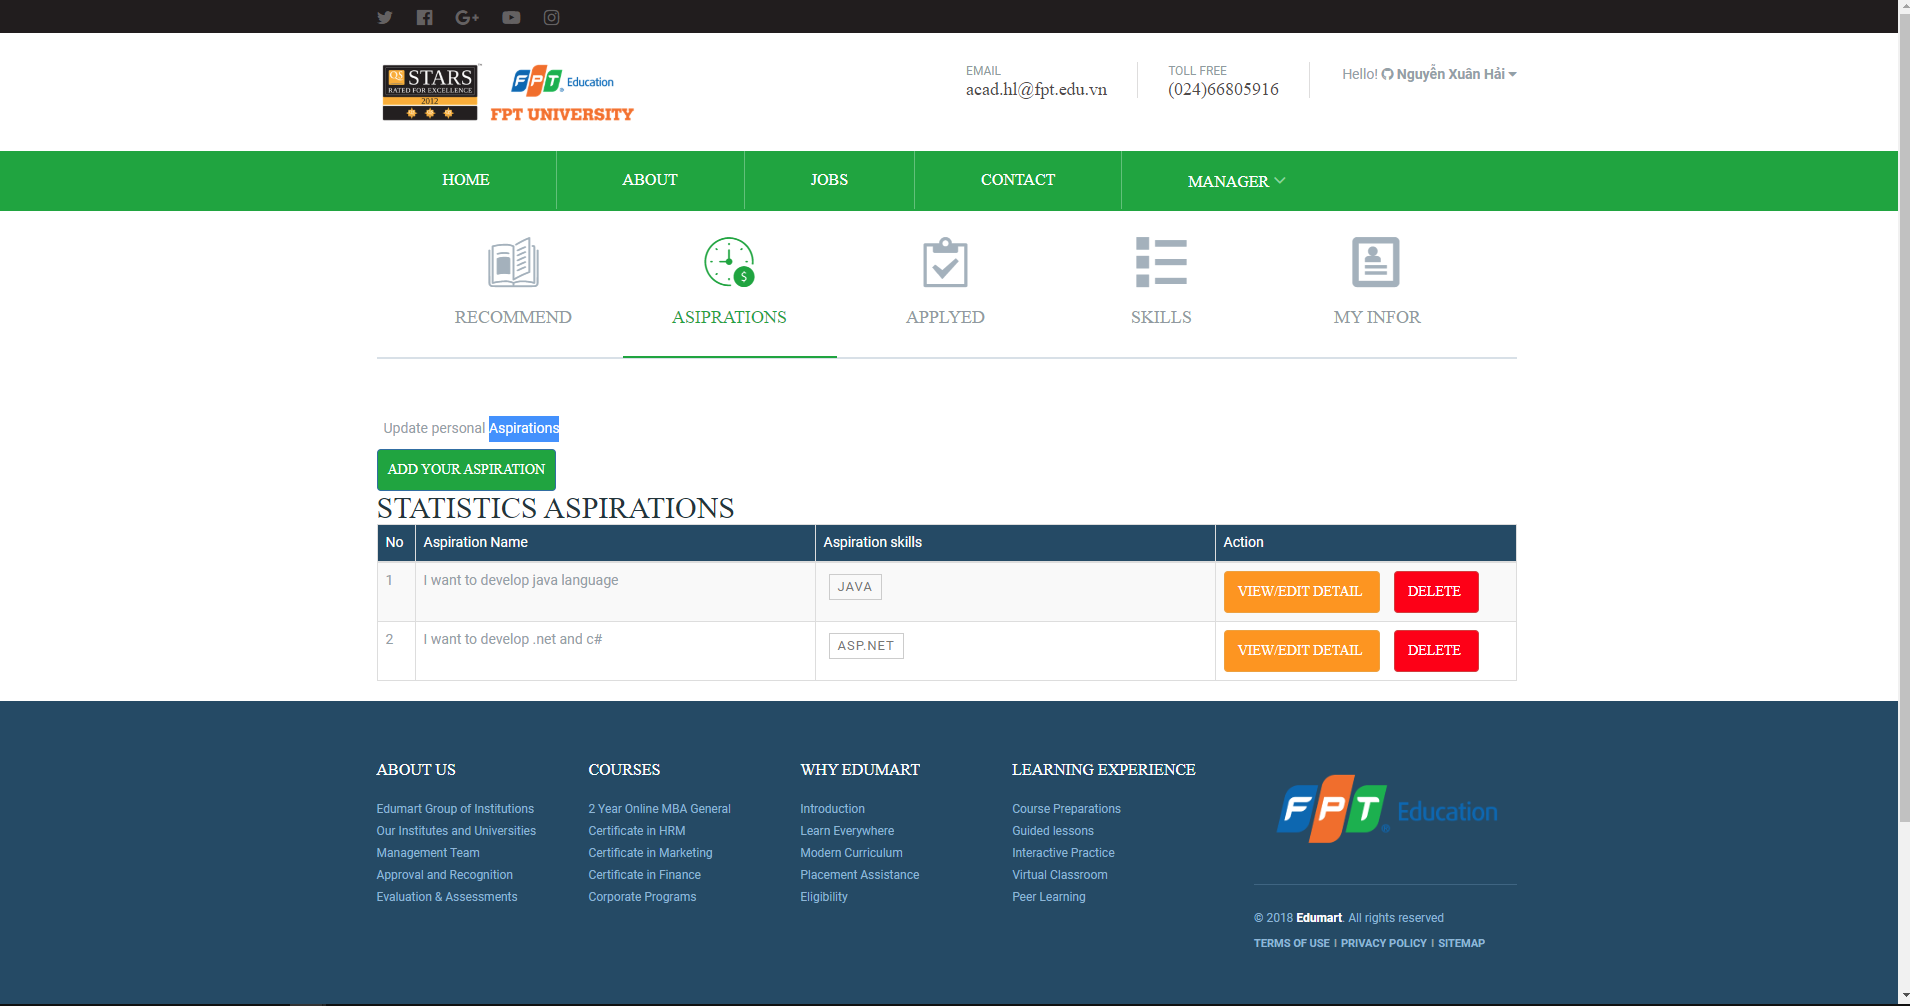 QS STARS
RATED FOR EXCELLENCE
2012
FPT Education
FPT UNIVERSITY
EMAIL
acad.hl@fpt.edu.vn
TOLL FREE
(024)66805916
Hello! Nguyễn Xuân Hải
HOME ABOUT JOBS CONTACT MANAGER
$
RECOMMEND ASIPRATIONS APPLYED SKILLS MY INFOR
Update personal Aspirations
ADD YOUR ASPIRATION
STATISTICS ASPIRATIONS
No Aspiration Name Aspiration skills Action
1 I want to develop java language JAVA VIEW/EDIT DETAIL DELETE
2 I want to develop .net and c# ASP.NET VIEW/EDIT DETAIL DELETE
ABOUT US
Edumart Group of Institutions
Our Institutes and Universities
Management Team
Approval and Recognition
Evaluation & Assessments
COURSES
2 Year Online MBA General
Certificate in HRM
Certificate in Marketing
Certificate in Finance
Corporate Programs
WHY EDUMART
Introduction
Learn Everywhere
Modern Curriculum
Placement Assistance
Eligibility
LEARNING EXPERIENCE
Course Preparations
Guided lessons
Interactive Practice
Virtual Classroom
Peer Learning
FPT Education
© 2018 Edumart. All rights reserved
TERMS OF USE I PRIVACY POLICY I SITEMAP